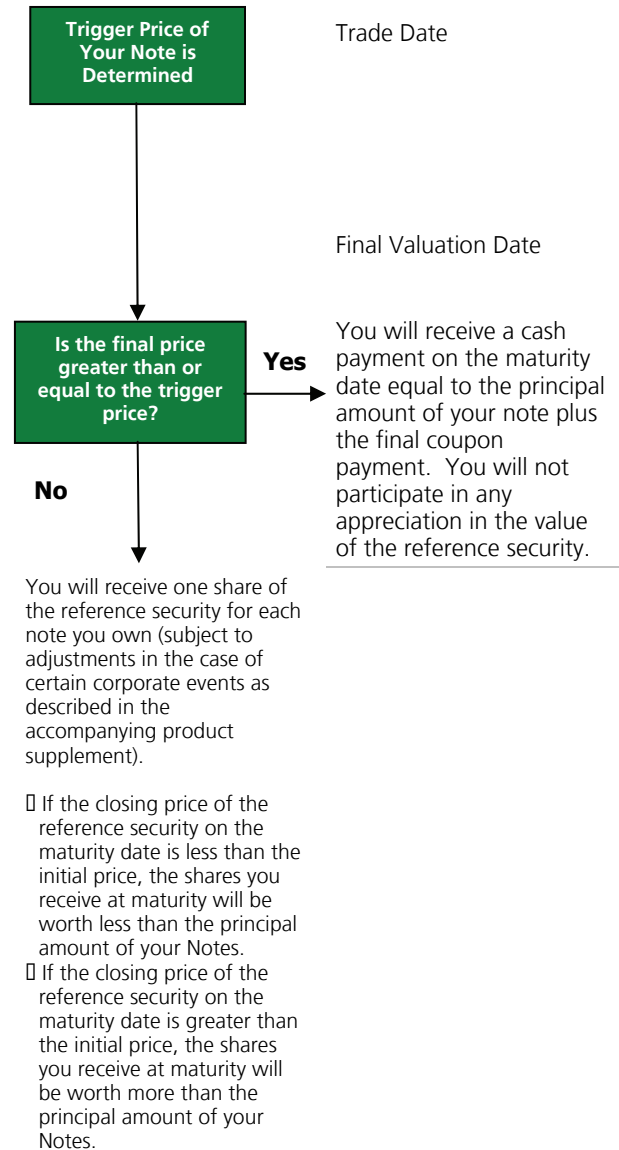 Trigger Price of
Your Note is
Determined
Trade Date
Final Valuation Date
Is the final price
greater than or
equal to the trigger
price?
Yes
You will receive a cash
payment on the maturity
date equal to the principal
amount of your note plus
the final coupon
payment.  You will not
participate in any
appreciation in the value
of the reference security.
No
You will receive one share of
the reference security for each
note you own (subject to
adjustments in the case of
certain corporate events as
described in the
accompanying product
supplement).
▯ If the closing price of the
reference security on the
maturity date is less than the
initial price, the shares you
receive at maturity will be
worth less than the principal
amount of your Notes.
▯ If the closing price of the
reference security on the
maturity date is greater than
the initial price, the shares
you receive at maturity will
be worth more than the
principal amount of your
Notes.